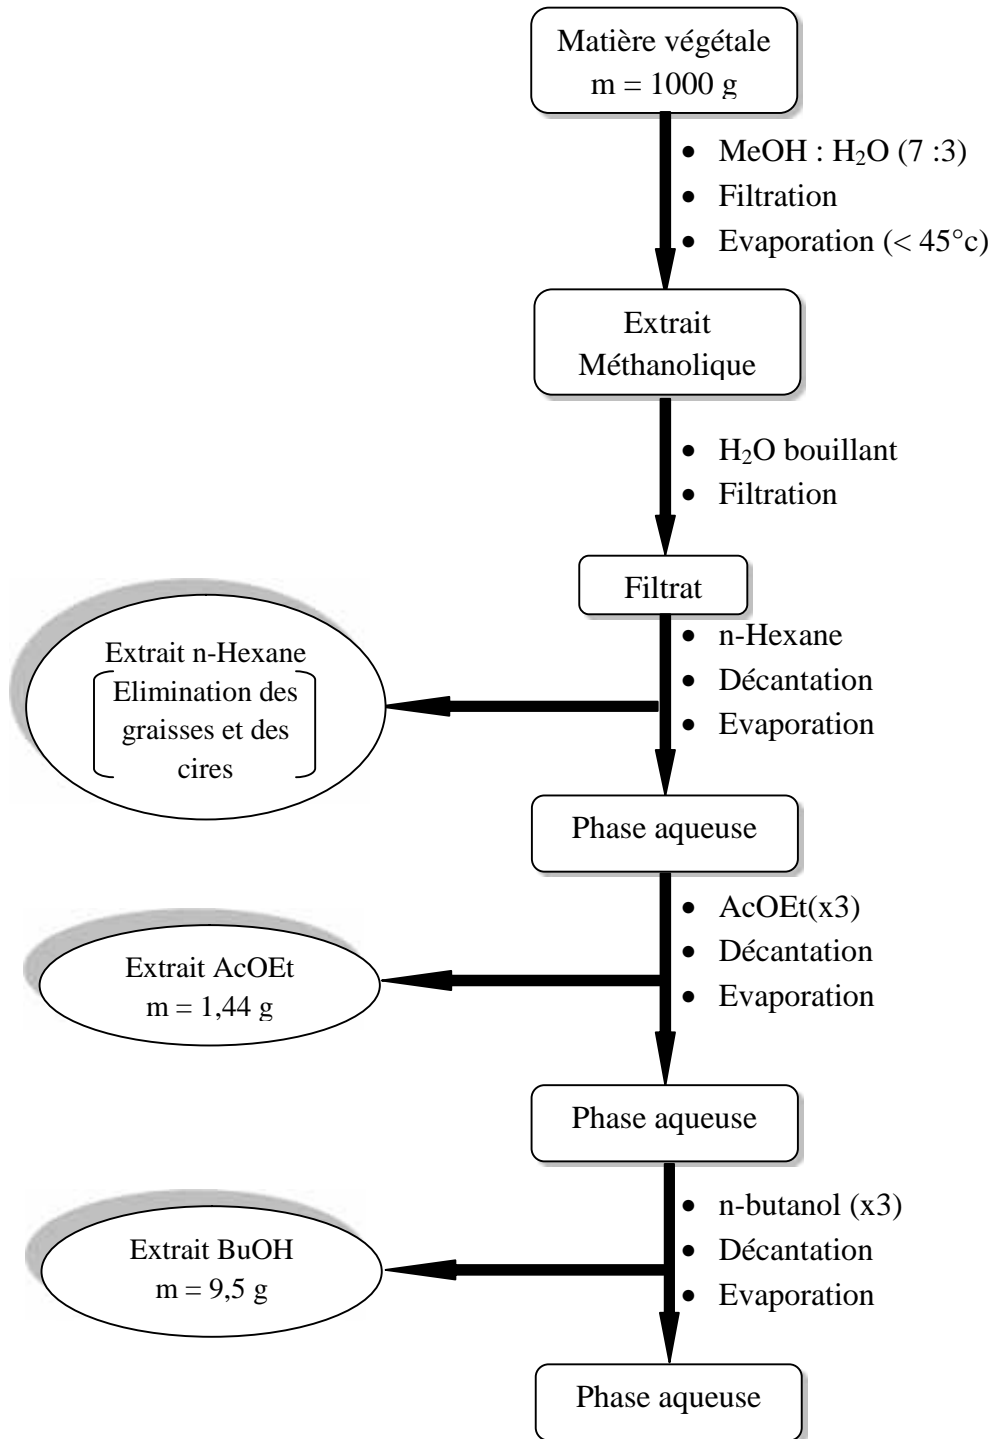 Matière végétale
m = 1000 g
• MeOH : H₂O (7 :3)
• Filtration
• Evaporation (< 45°c)
Extrait
Méthanolique
• H₂O bouillant
• Filtration
Filtrat
• n-Hexane
• Décantation
• Evaporation
Extrait n-Hexane
Elimination des
graisses et des
cires
Phase aqueuse
• AcOEt(x3)
• Décantation
• Evaporation
Extrait AcOEt
m = 1,44 g
Phase aqueuse
• n-butanol (x3)
• Décantation
• Evaporation
Extrait BuOH
m = 9,5 g
Phase aqueuse